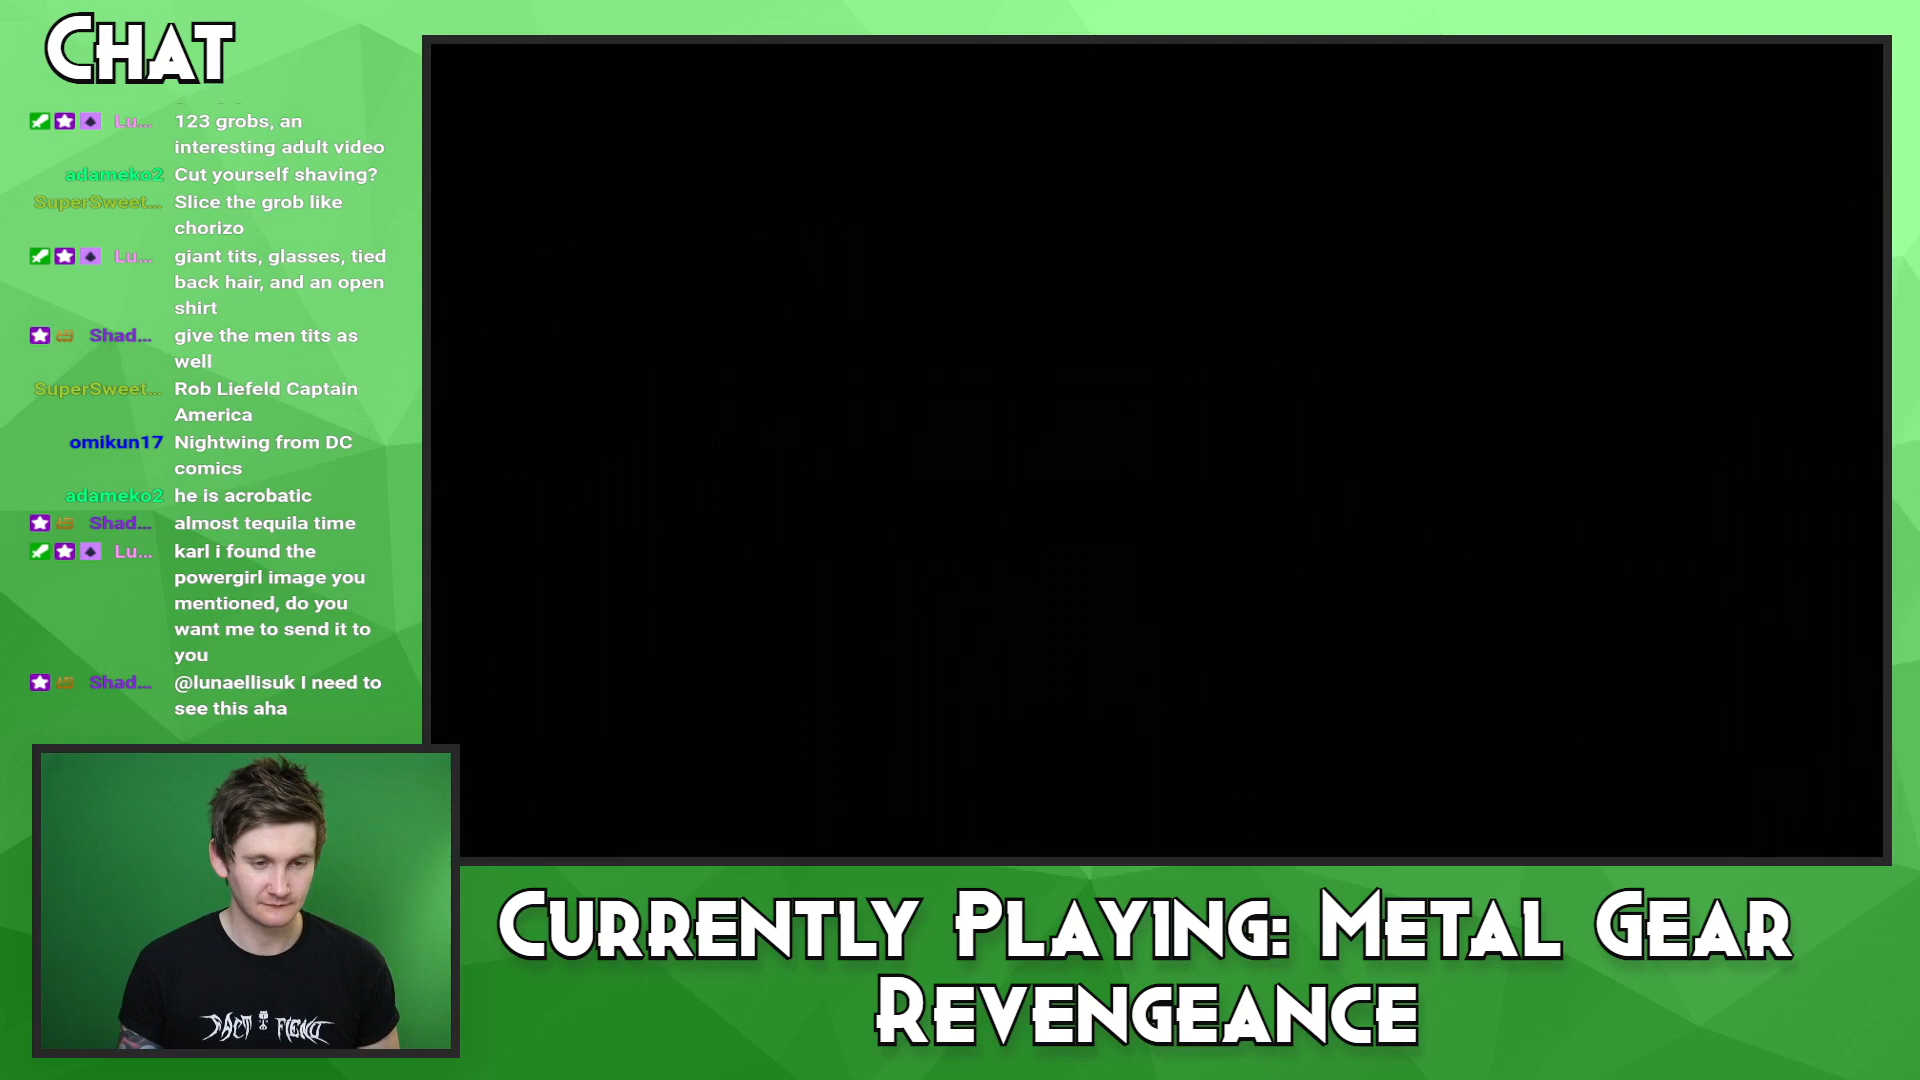 Chat
Lu... 123 grobs, an
interesting adult video
adameko2 Cut yourself shaving?
SuperSweet... Slice the grob like
chorizo
Lu... giant tits, glasses, tied
back hair, and an open
shirt
Shad... give the men tits as
well
SuperSweet... Rob Liefeld Captain
America
omikun17 Nightwing from DC
comics
adameko2 he is acrobatic
Shad... almost tequila time
Lu... karl i found the
powergirl image you
mentioned, do you
want me to send it to
you
Shad... @lunaellisuk I need to
see this aha
FACT FIEND
Currently Playing: Metal Gear
Revengeance